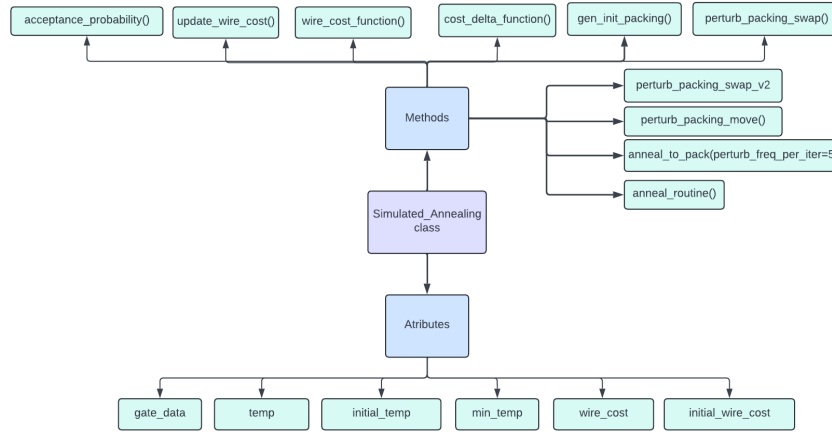 acceptance_probability()
update_wire_cost()
wire_cost_function()
cost_delta_function()
gen_init_packing()
perturb_packing_swap()
Methods
perturb_packing_swap_v2
perturb_packing_move()
anneal_to_pack(perturb_freq_per_iter=5
anneal_routine()
Simulated_Annealing
class
Atributes
gate_data
temp
initial_temp
min_temp
wire_cost
initial_wire_cost